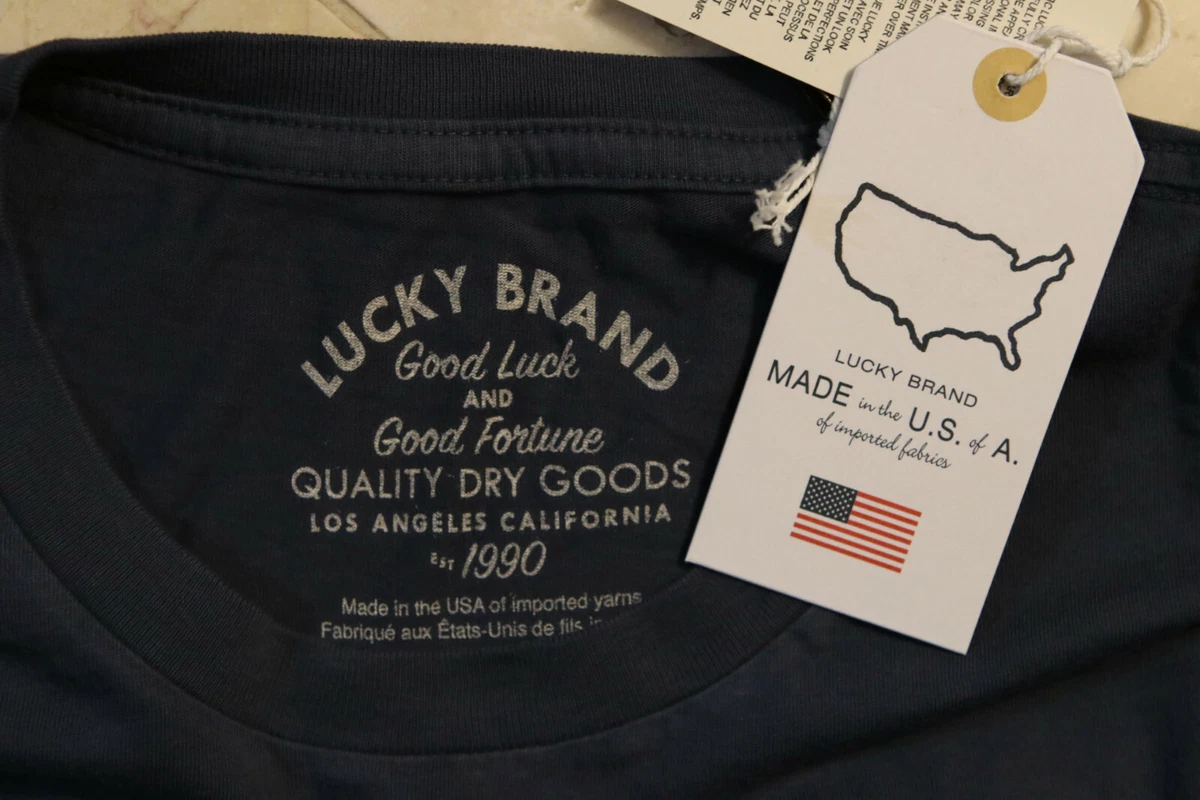 LUCKY BRAND
Good Luck
AND
Good Fortune
QUALITY DRY GOODS
LOS ANGELES CALIFORNIA
EST 1990
Made in the USA of imported yarns
Fabriqué aux États-Unis de fils
LUCKY BRAND
MADE in the U.S. of A.
of imported fabrics